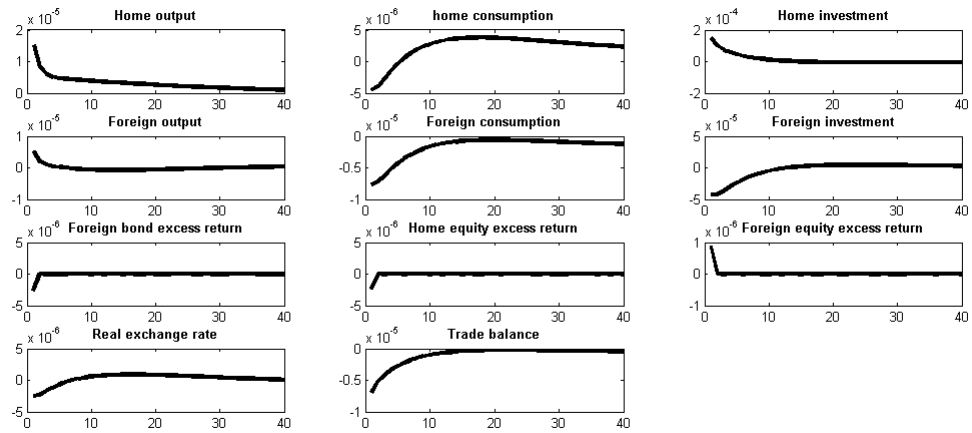 Home output
home consumption
Home investment
x 10^-5
x 10^-6
x 10^-4
2
1
0
5
0
-5
2
0
-2
0 10 20 30 40
0 10 20 30 40
0 10 20 30 40
Foreign output
Foreign consumption
Foreign investment
x 10^-5
x 10^-5
x 10^-5
1
0
-1
0
-0.5
-1
5
0
-5
0 10 20 30 40
0 10 20 30 40
0 10 20 30 40
Foreign bond excess return
Home equity excess return
Foreign equity excess return
x 10^-6
x 10^-6
x 10^-6
5
0
-5
5
0
-5
1
0
-1
0 10 20 30 40
0 10 20 30 40
0 10 20 30 40
Real exchange rate
Trade balance
x 10^-6
x 10^-5
5
0
-5
0
-0.5
-1
0 10 20 30 40
0 10 20 30 40